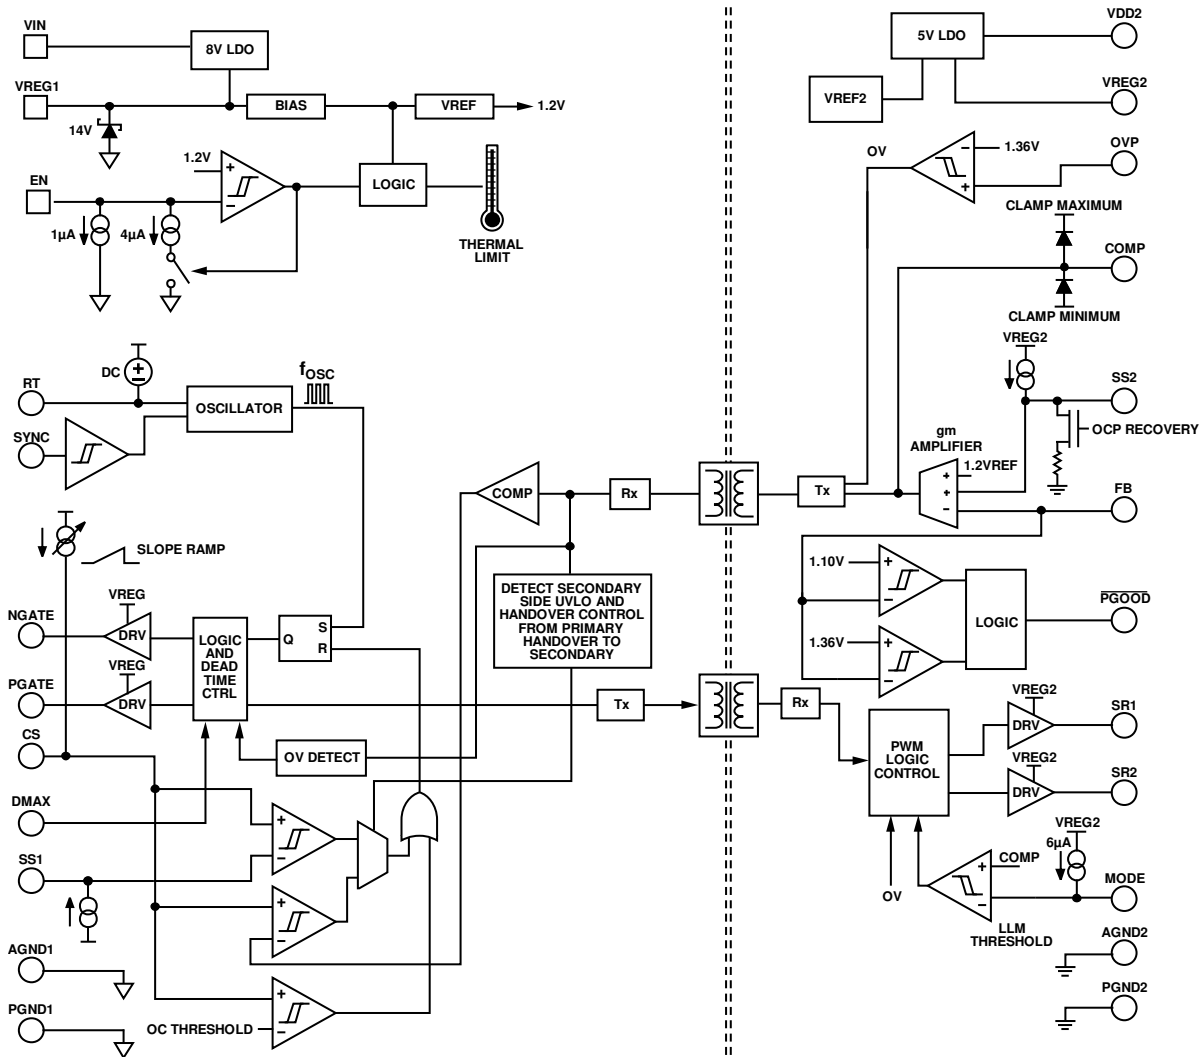 VIN
8V LDO
VREG1
BIAS
VREF
1.2V
14V
1.2V
+
−
LOGIC
EN
1µA
4µA
THERMAL
LIMIT
DC
+
−
RT
OSCILLATOR
fOSC
SYNC
SLOPE RAMP
COMP
Rx
DETECT SECONDARY
SIDE UVLO AND
HANDOVER CONTROL
FROM PRIMARY
HANDOVER TO
SECONDARY
VREG
NGATE
DRV
LOGIC
AND
DEAD
TIME
CTRL
Q
S
R
VREG
PGATE
DRV
Tx
CS
OV DETECT
DMAX
+
−
SS1
+
−
AGND1
+
−
PGND1
OC THRESHOLD
5V LDO
VDD2
VREF2
VREG2
OV
−
1.36V
+
OVP
CLAMP MAXIMUM
COMP
CLAMP MINIMUM
VREG2
SS2
OCP RECOVERY
gm
AMPLIFIER
1.2VREF
+
+
−
Tx
FB
1.10V
+
−
LOGIC
PGOOD
1.36V
+
−
Rx
PWM
LOGIC
CONTROL
VREG2
DRV
SR1
VREG2
DRV
SR2
VREG2
6µA
COMP
+
−
MODE
OV
LLM
THRESHOLD
AGND2
PGND2